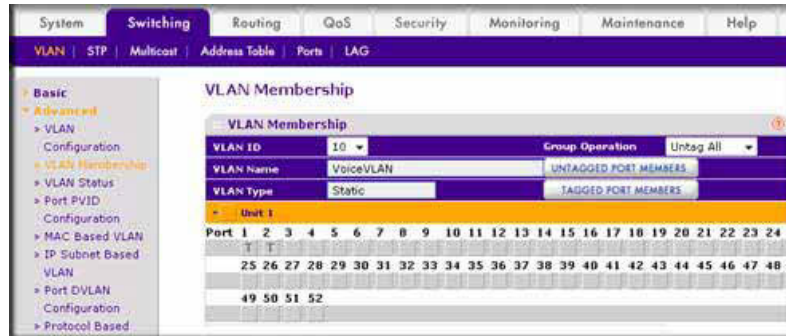 System Switching Routing QoS Security Monitoring Maintenance Help
VLAN | STP | Multicast | Address Table | Ports | LAG
Basic
Advanced
VLAN
Configuration
VLAN Membership
VLAN Status
Port PVID
Configuration
MAC Based VLAN
IP Subnet Based
VLAN
Port DVLAN
Configuration
Protocol Based
VLAN Membership
VLAN Membership
VLAN ID 10 Group Operation Untag All
VLAN Name VoiceVLAN UNTAGGED PORT MEMBERS
VLAN Type Static TAGGED PORT MEMBERS
Unit 1
Port 1 2 3 4 5 6 7 8 9 10 11 12 13 14 15 16 17 18 19 20 21 22 23 24
T T
25 26 27 28 29 30 31 32 33 34 35 36 37 38 39 40 41 42 43 44 45 46 47 48
49 50 51 52